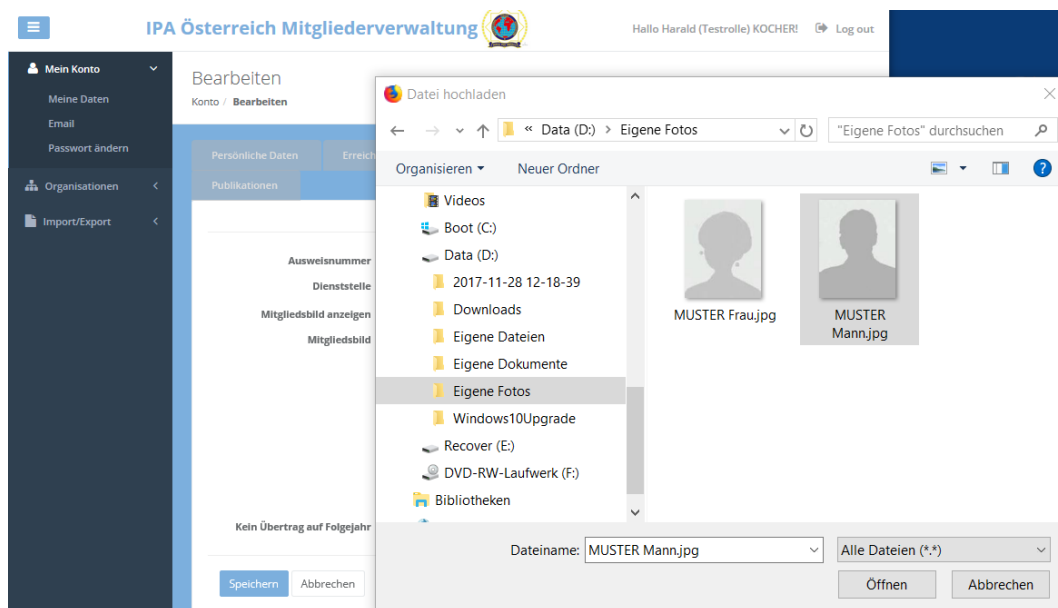 IPA Österreich Mitgliederverwaltung
Hallo Harald (Testrolle) KOCHER! Log out
Mein Konto
Meine Daten
Email
Passwort ändern
Organisationen
Import/Export
Bearbeiten
Konto / Bearbeiten
Persönliche Daten
Erreich
Publikationen
Ausweisnummer
Dienststelle
Mitgliedsbild anzeigen
Mitgliedsbild
Kein Übertrag auf Folgejahr
Speichern Abbrechen
Datei hochladen
« Data (D:) > Eigene Fotos
"Eigene Fotos" durchsuchen
Organisieren Neuer Ordner
Videos
Boot (C:)
Data (D:)
2017-11-28 12-18-39
Downloads
Eigene Dateien
Eigene Dokumente
Eigene Fotos
Windows10Upgrade
Recover (E:)
DVD-RW-Laufwerk (F:)
Bibliotheken
MUSTER Frau.jpg
MUSTER
Mann.jpg
Dateiname: MUSTER Mann.jpg
Alle Dateien (*.*)
Öffnen Abbrechen